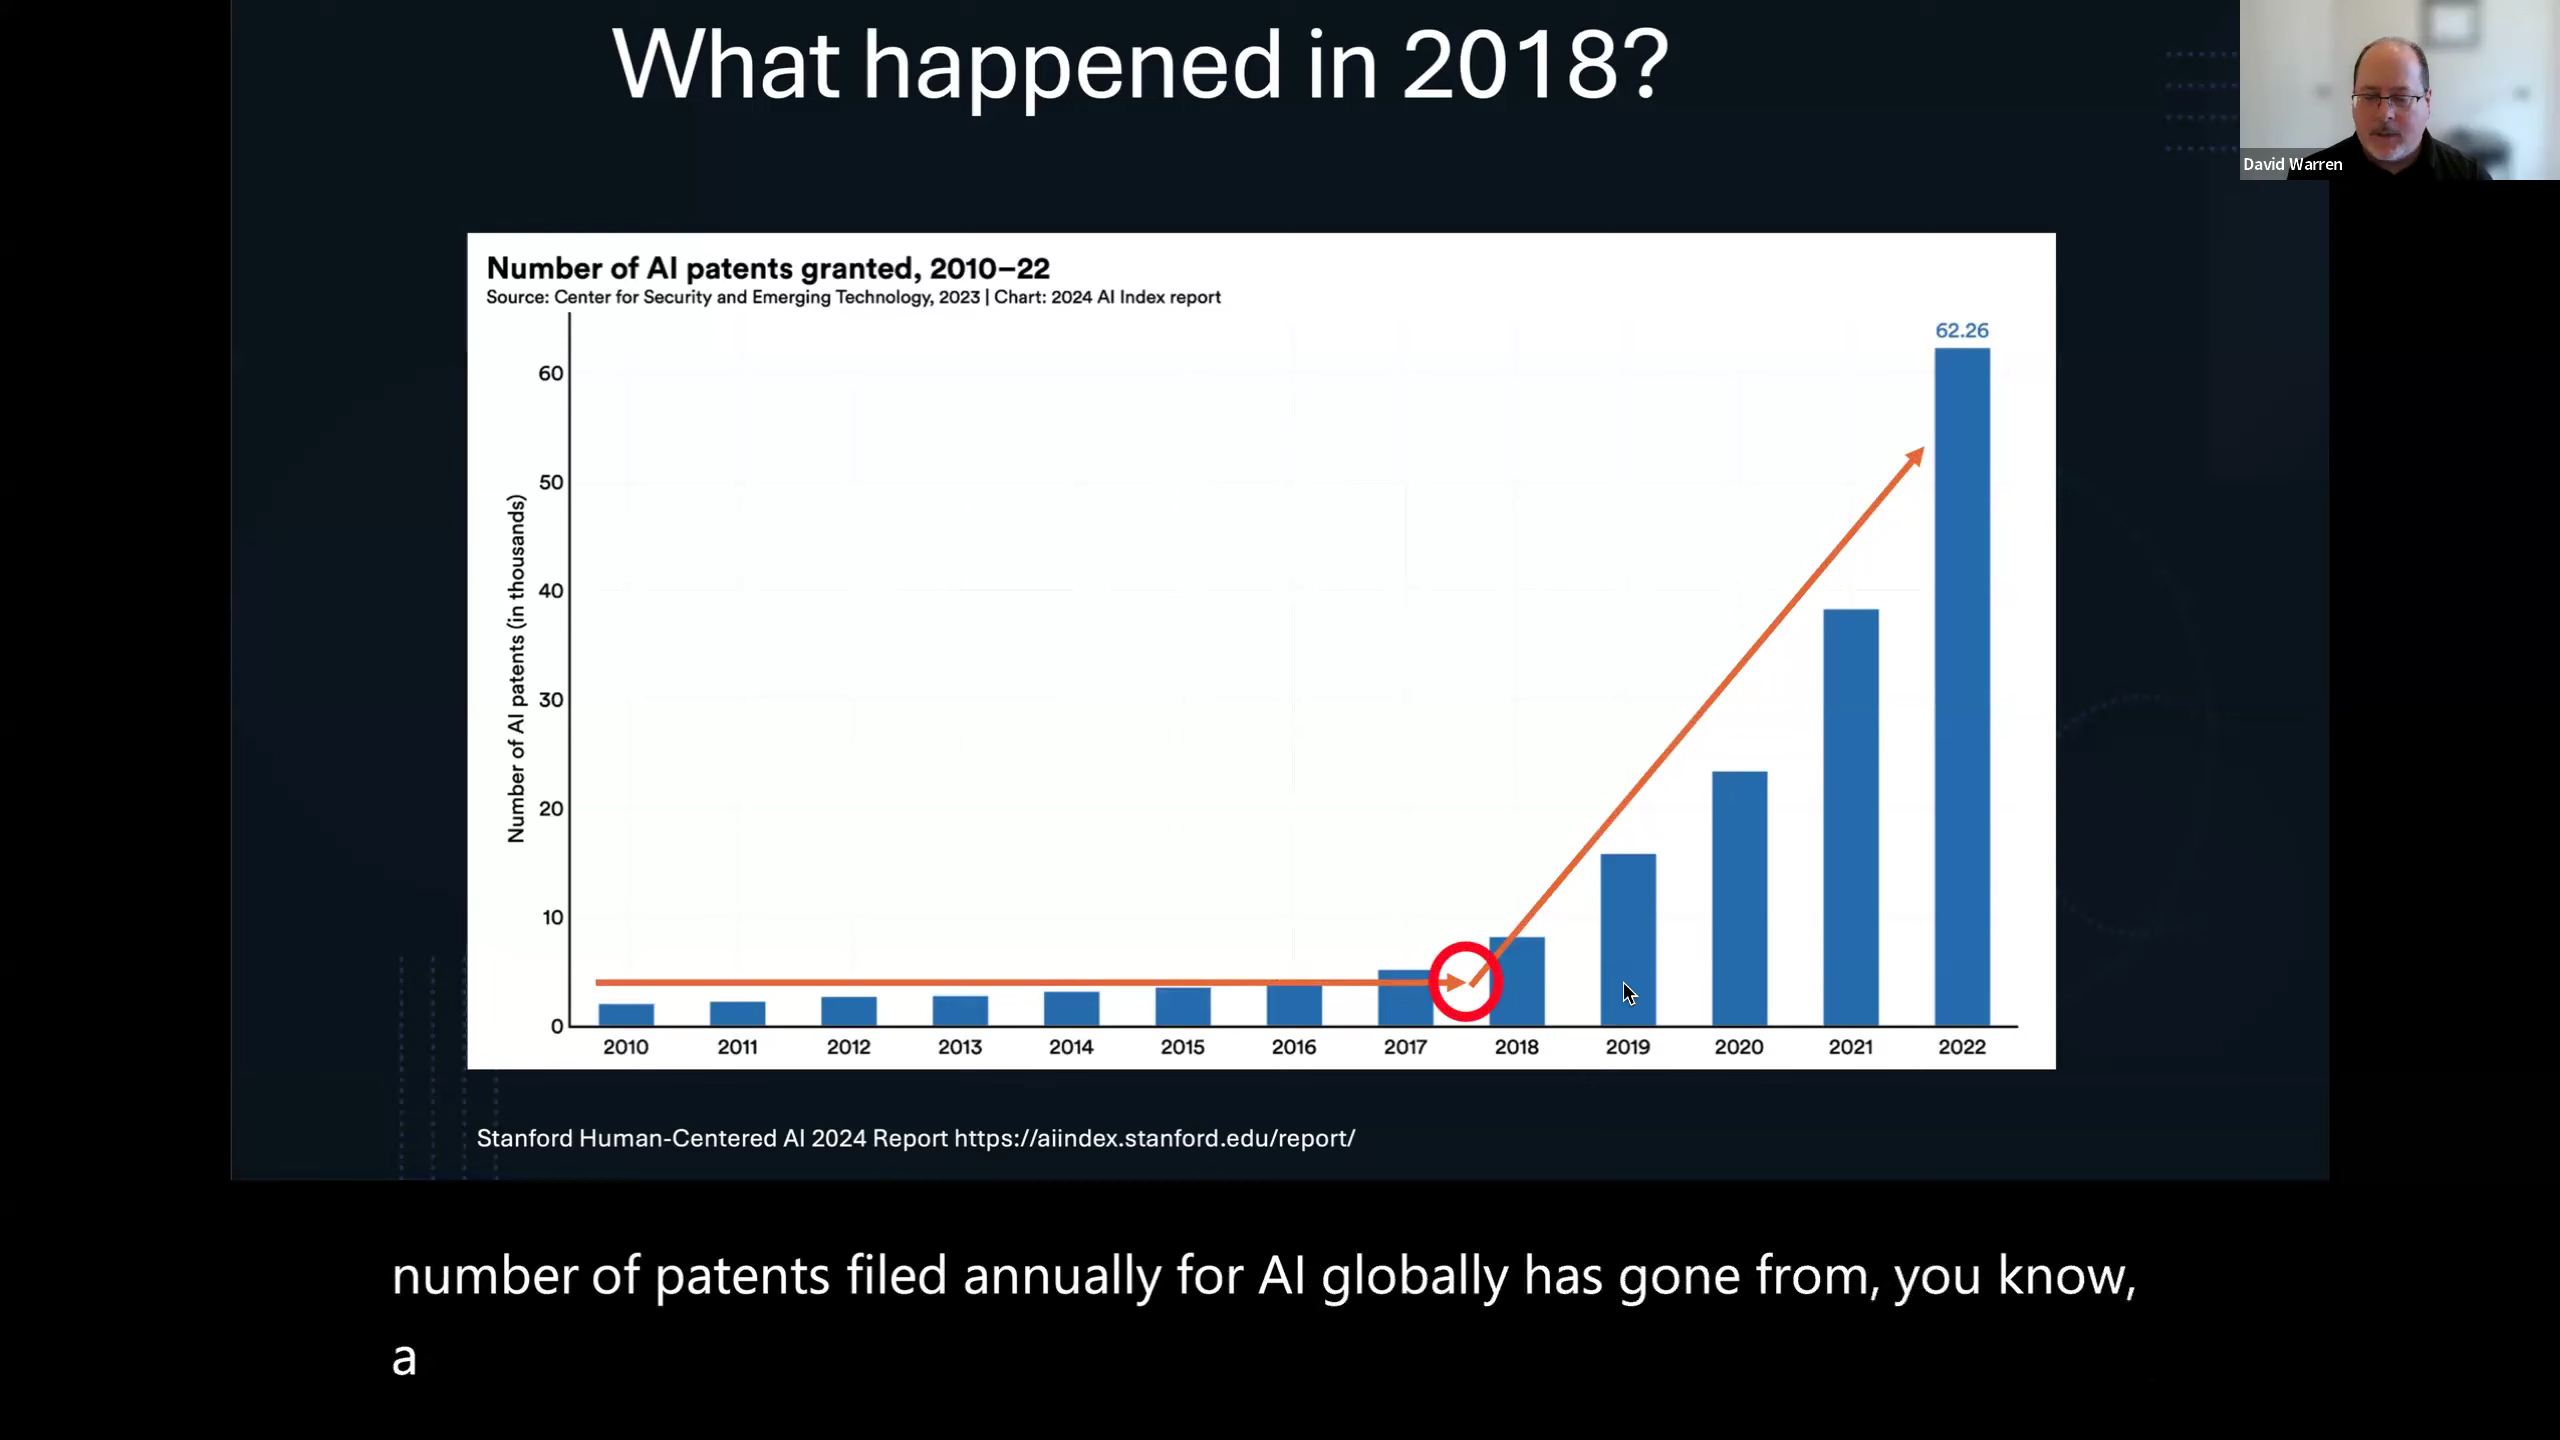 What happened in 2018?
David Warren
Number of AI patents granted, 2010–22
Source: Center for Security and Emerging Technology, 2023 | Chart: 2024 AI Index report
62.26
60
50
40
30
20
10
0
Number of AI patents (in thousands)
2010 2011 2012 2013 2014 2015 2016 2017 2018 2019 2020 2021 2022
Stanford Human-Centered AI 2024 Report https://aiindex.stanford.edu/report/
number of patents filed annually for AI globally has gone from, you know,
a